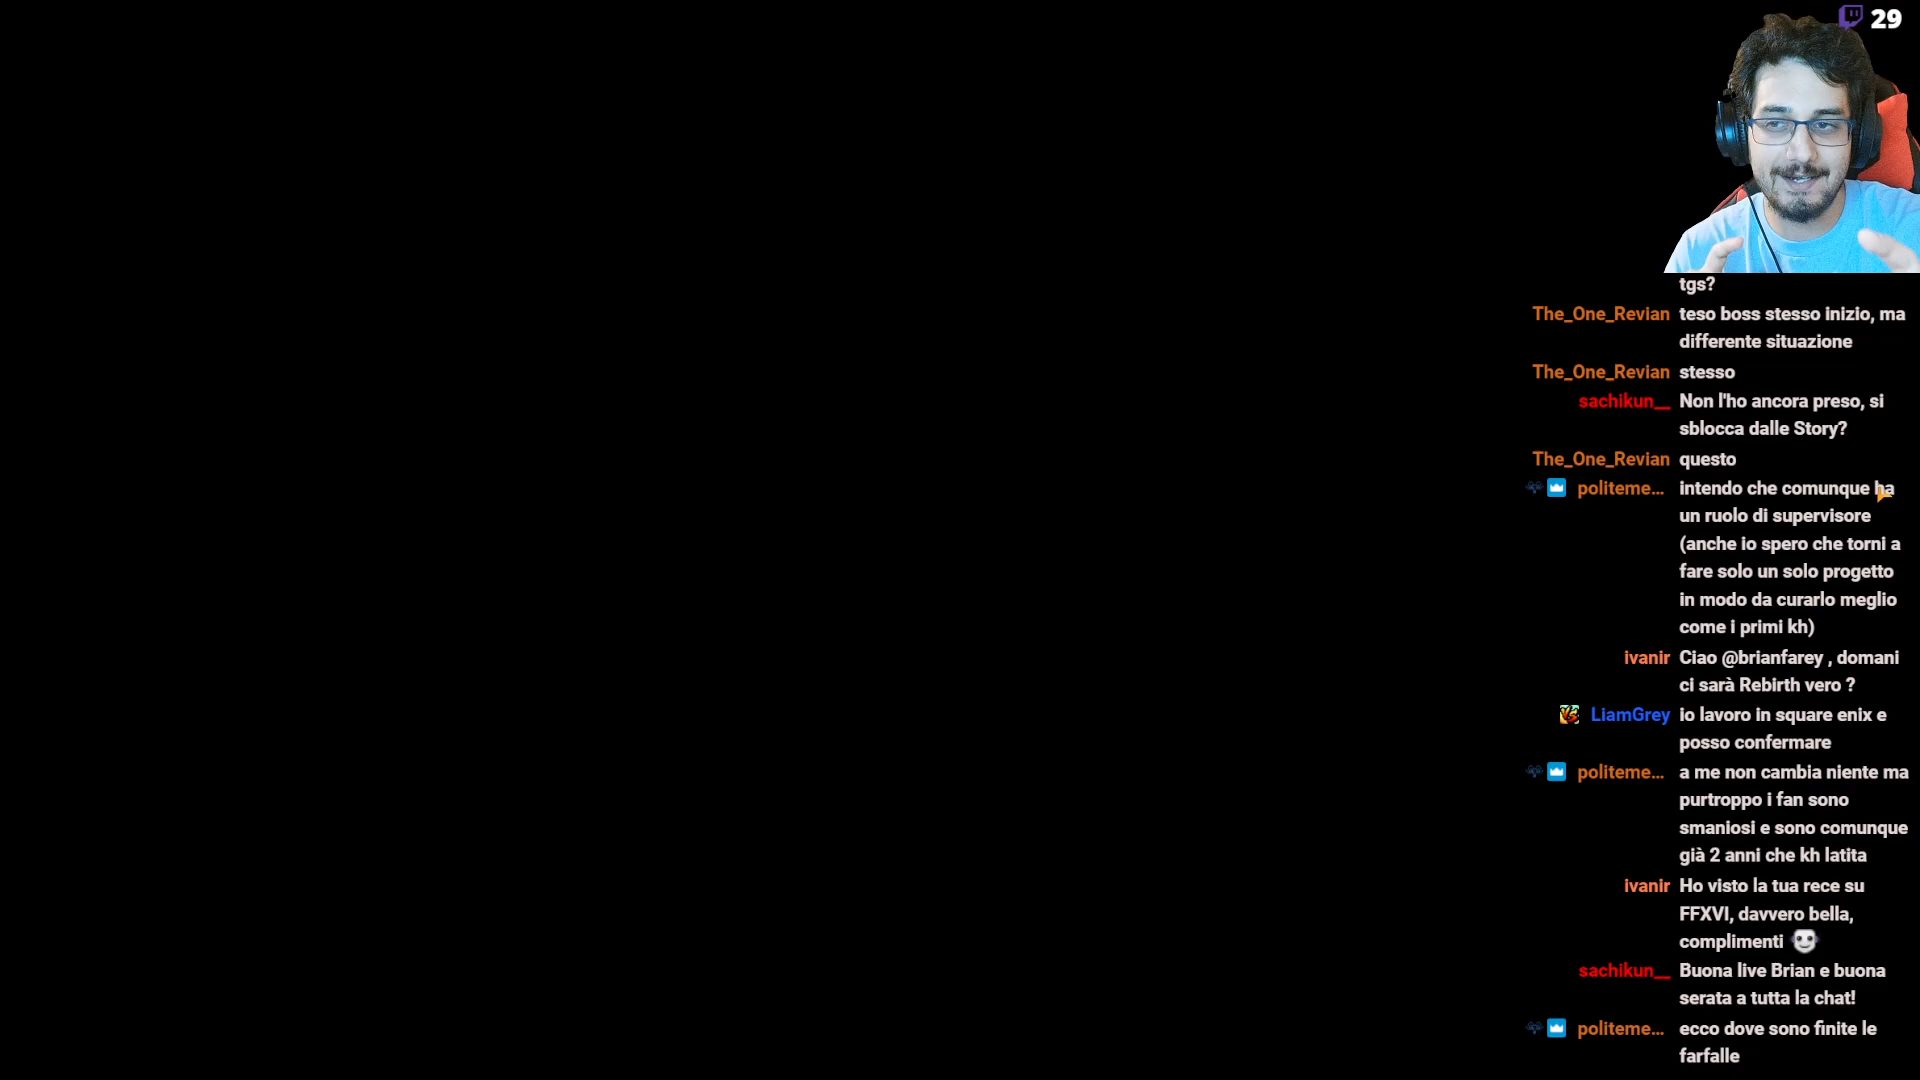 29
tgs?
The_One_Revian teso boss stesso inizio, ma
differente situazione
The_One_Revian stesso
sachikun__ Non l'ho ancora preso, si
sblocca dalle Story?
The_One_Revian questo
politeme... intendo che comunque ha
un ruolo di supervisore
(anche io spero che torni a
fare solo un solo progetto
in modo da curarlo meglio
come i primi kh)
ivanir Ciao @brianfarey , domani
ci sarà Rebirth vero ?
LiamGrey io lavoro in square enix e
posso confermare
politeme... a me non cambia niente ma
purtroppo i fan sono
smaniosi e sono comunque
già 2 anni che kh latita
ivanir Ho visto la tua rece su
FFXVI, davvero bella,
complimenti
sachikun__ Buona live Brian e buona
serata a tutta la chat!
politeme... ecco dove sono finite le
farfalle